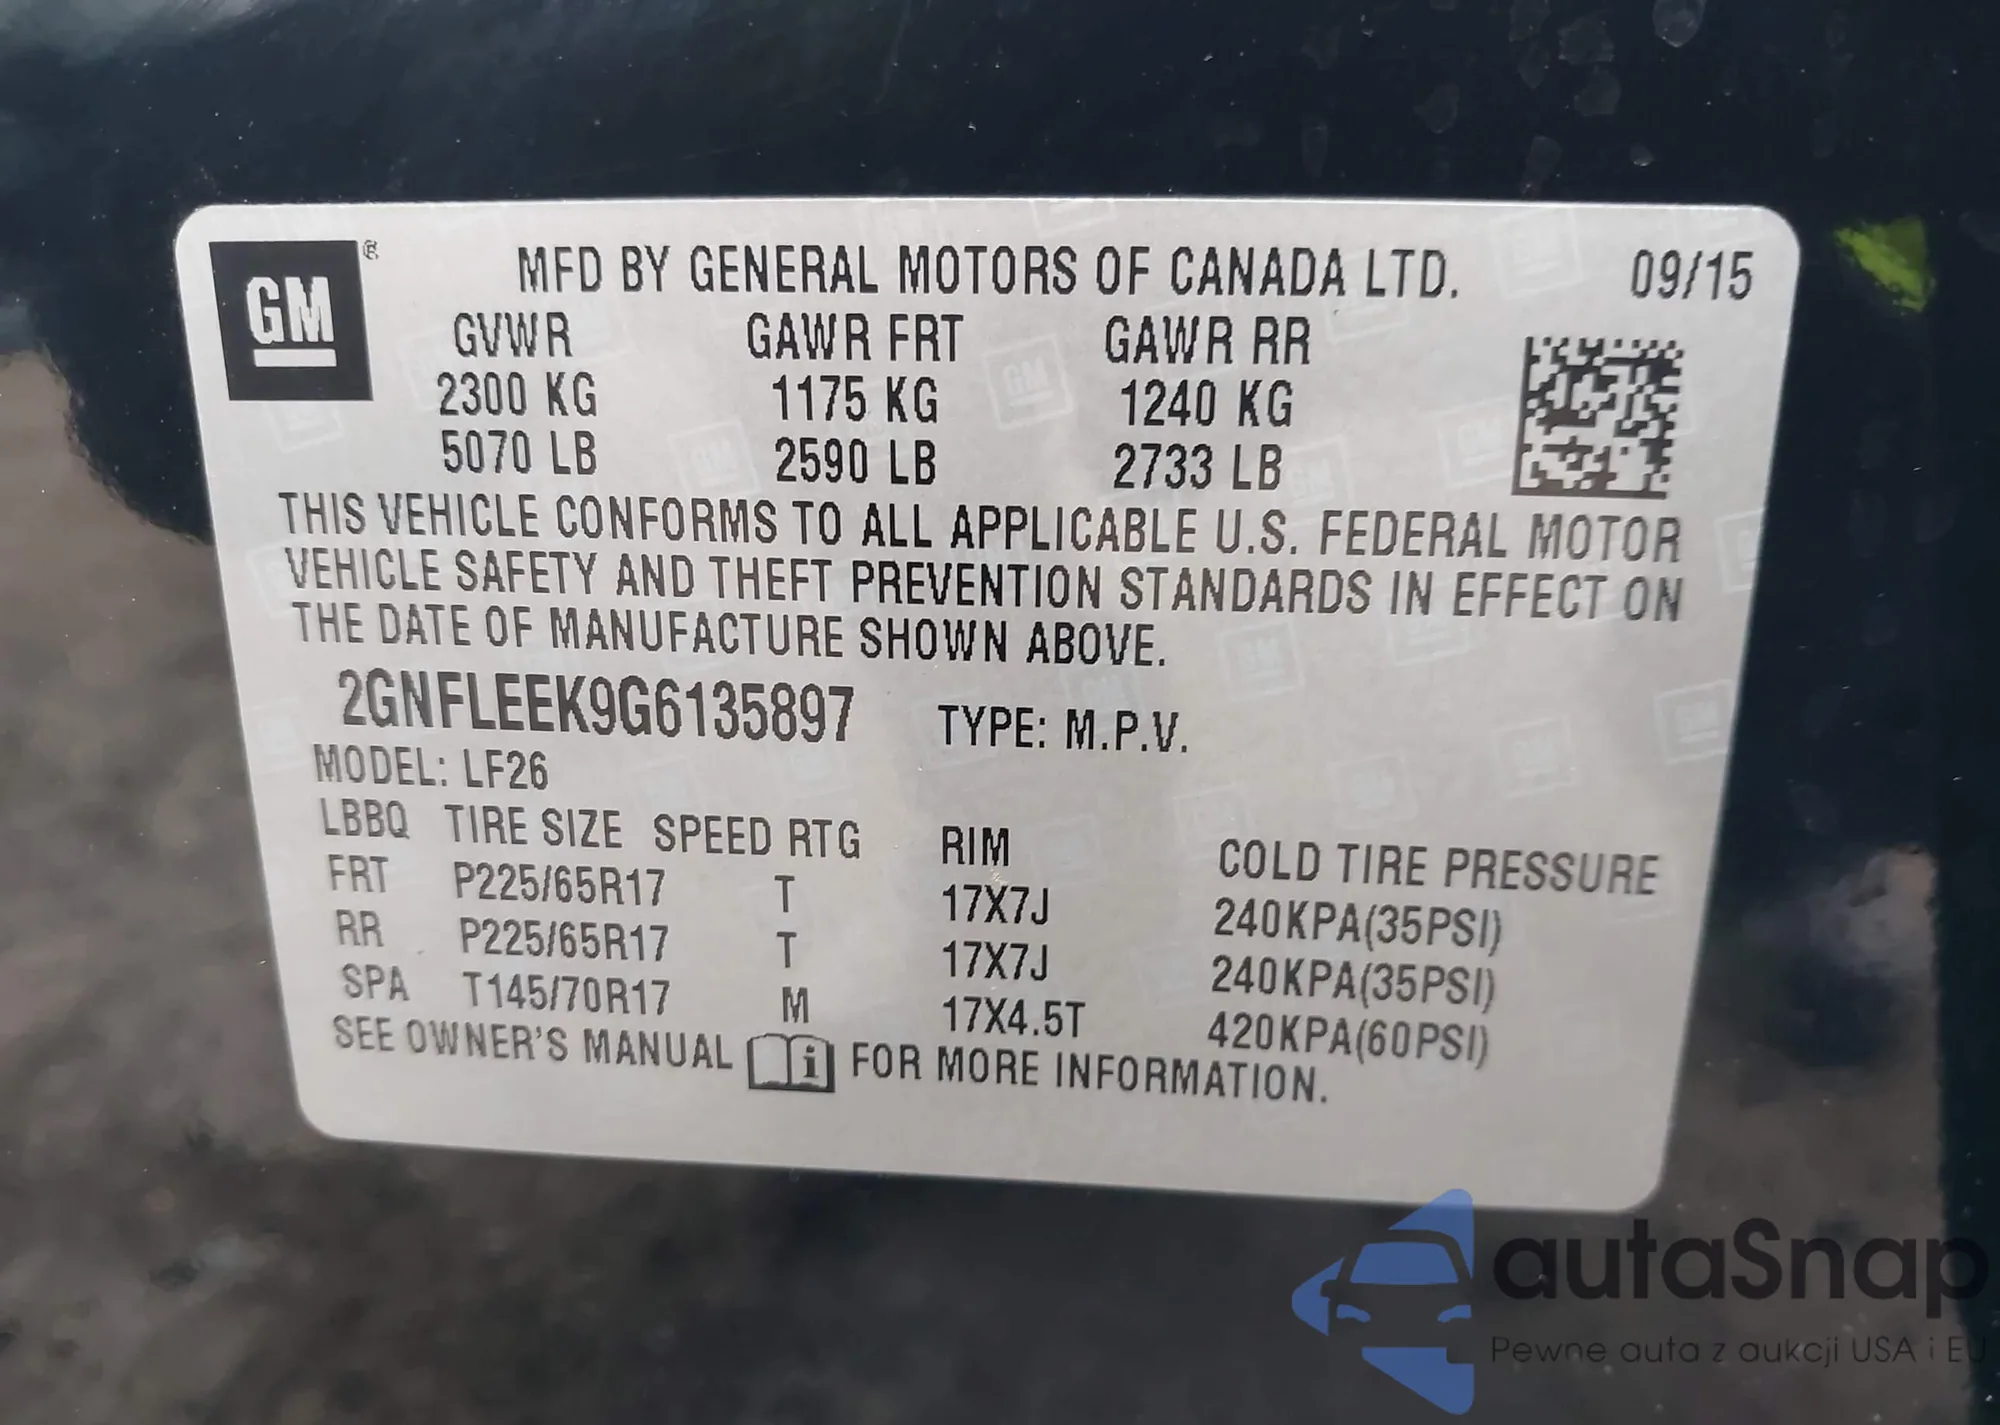 GM ® MFD BY GENERAL MOTORS OF CANADA LTD. 09/15
GVWR GAWR FRT GAWR RR
2300 KG 1175 KG 1240 KG
5070 LB 2590 LB 2733 LB
THIS VEHICLE CONFORMS TO ALL APPLICABLE U.S. FEDERAL MOTOR
VEHICLE SAFETY AND THEFT PREVENTION STANDARDS IN EFFECT ON
THE DATE OF MANUFACTURE SHOWN ABOVE.
2GNFLEEK9G6135897 TYPE: M.P.V.
MODEL: LF26
LBBQ TIRE SIZE SPEED RTG RIM COLD TIRE PRESSURE
FRT P225/65R17 T 17X7J 240KPA(35PSI)
RR P225/65R17 T 17X7J 240KPA(35PSI)
SPA T145/70R17 M 17X4.5T 420KPA(60PSI)
SEE OWNER'S MANUAL i FOR MORE INFORMATION.
autaSnap
Pewne auta z aukcji USA i EU